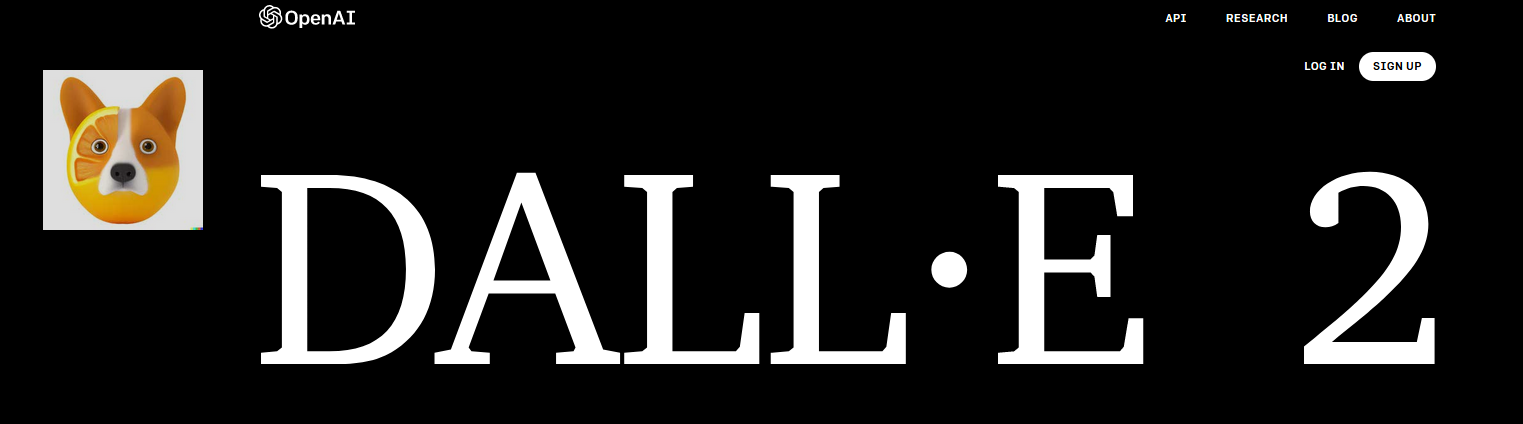 OpenAI
API RESEARCH BLOG ABOUT
LOG IN SIGN UP
DALL·E 2